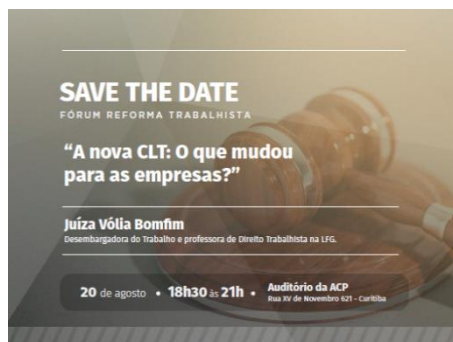 SAVE THE DATE
FÓRUM REFORMA TRABALHISTA
“A nova CLT: O que mudou
para as empresas?”
Juíza Vólia Bomfim
Desembargadora do Trabalho e professora de Direito Trabalhista na LFG.
20 de agosto • 18h30 às 21h • Auditório da ACP
Rua XV de Novembro 621 - Curitiba